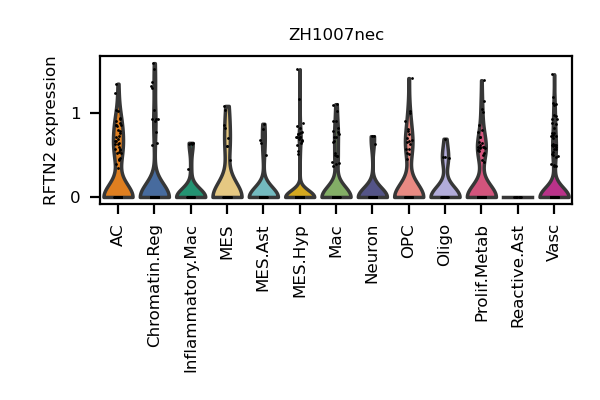 ZH1007nec
RFTN2 expression
1
0
AC
Chromatin.Reg
Inflammatory.Mac
MES
MES.Ast
MES.Hyp
Mac
Neuron
OPC
Oligo
Prolif.Metab
Reactive.Ast
Vasc